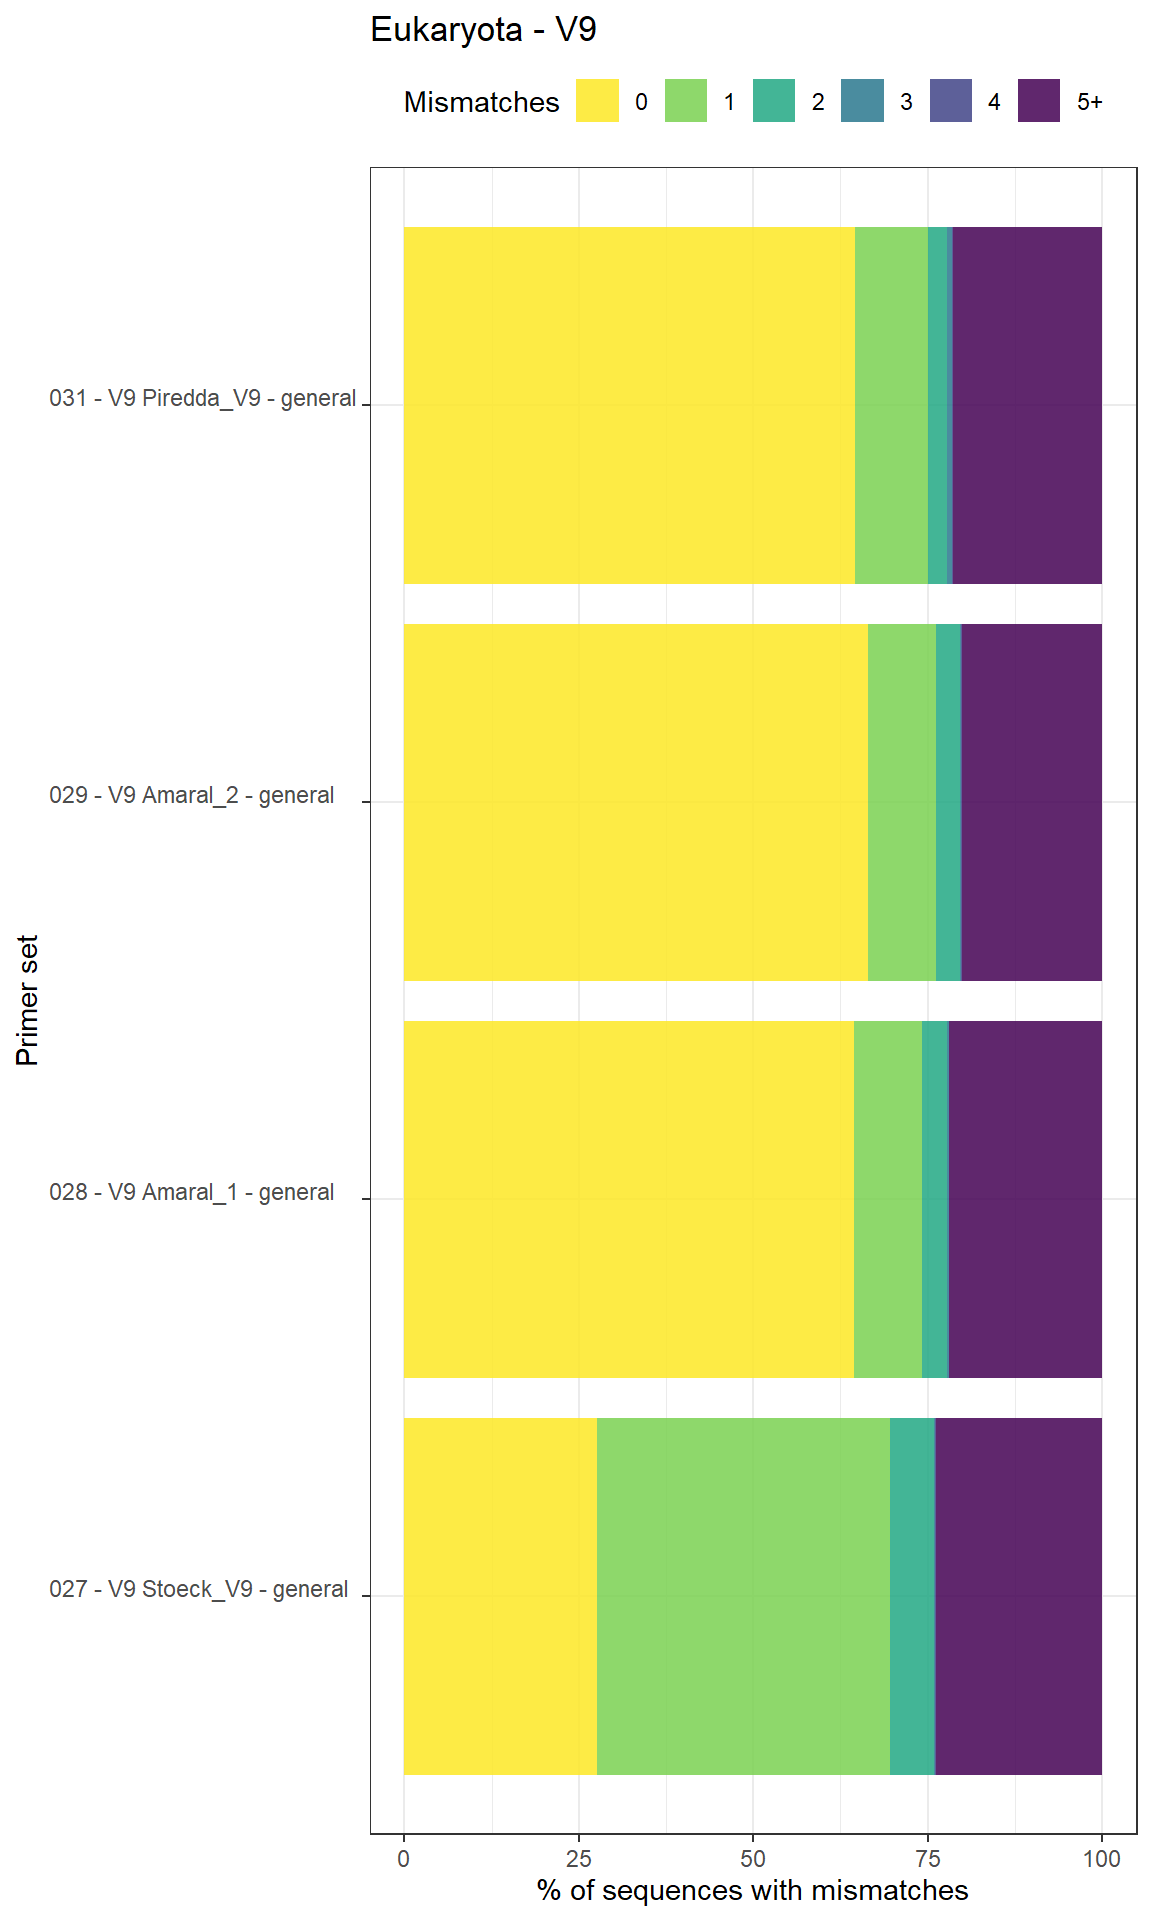 Eukaryota - V9
Mismatches 0 1 2 3 4 5+
031 - V9 Piredda_V9 - general
029 - V9 Amaral_2 - general
028 - V9 Amaral_1 - general
027 - V9 Stoeck_V9 - general
Primer set
0 25 50 75 100
% of sequences with mismatches